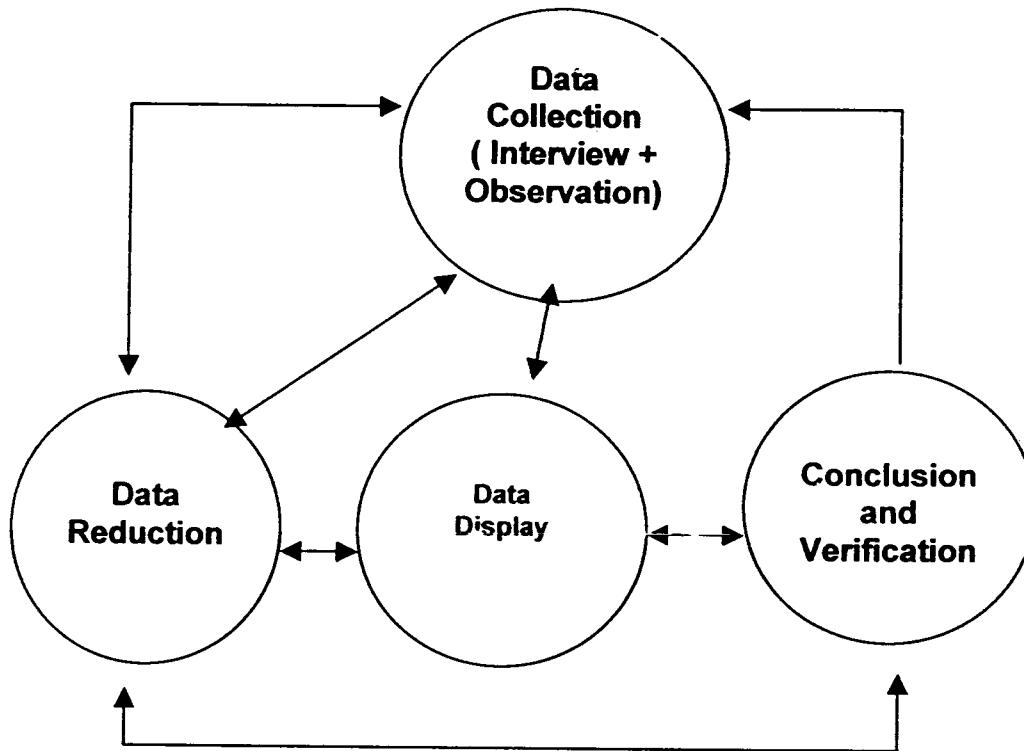 Data
Collection
( Interview +
Observation)
Data
Reduction
Data
Display
Conclusion
and
Verification